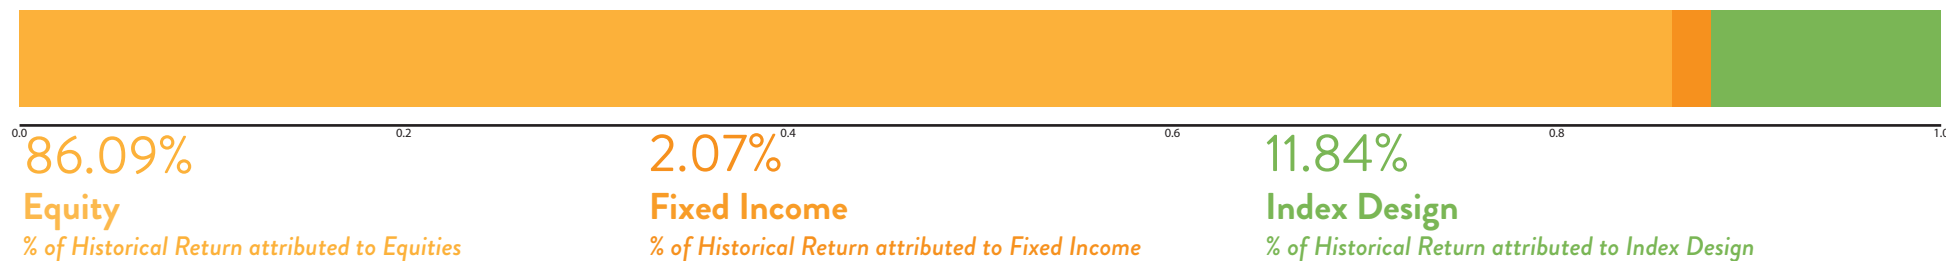 0.0 0.2 0.4 0.6 0.8 1.0
86.09% 2.07% 11.84%
Equity Fixed Income Index Design
% of Historical Return attributed to Equities % of Historical Return attributed to Fixed Income % of Historical Return attributed to Index Design